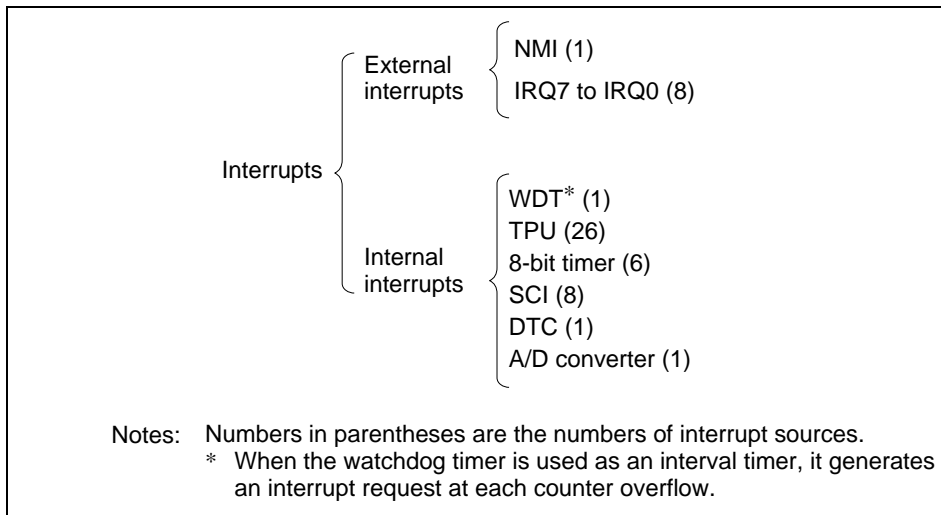 Interrupts
External
interrupts
NMI (1)
IRQ7 to IRQ0 (8)
Internal
interrupts
WDT* (1)
TPU (26)
8-bit timer (6)
SCI (8)
DTC (1)
A/D converter (1)
Notes: Numbers in parentheses are the numbers of interrupt sources.
* When the watchdog timer is used as an interval timer, it generates
an interrupt request at each counter overflow.